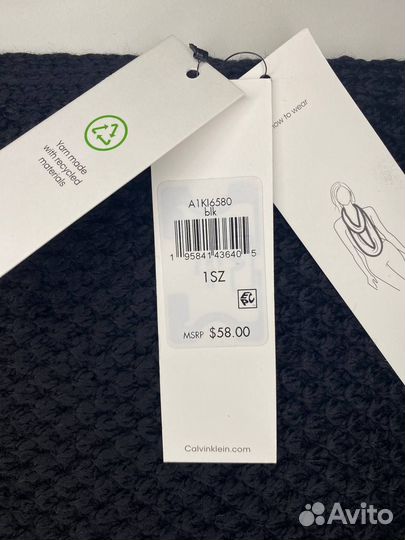 Yarn made
with recycled
materials
how to wear
A1KI6580
blk
1 95841 43640 5
1SZ
MSRP $58.00
Calvinklein.com
Avito